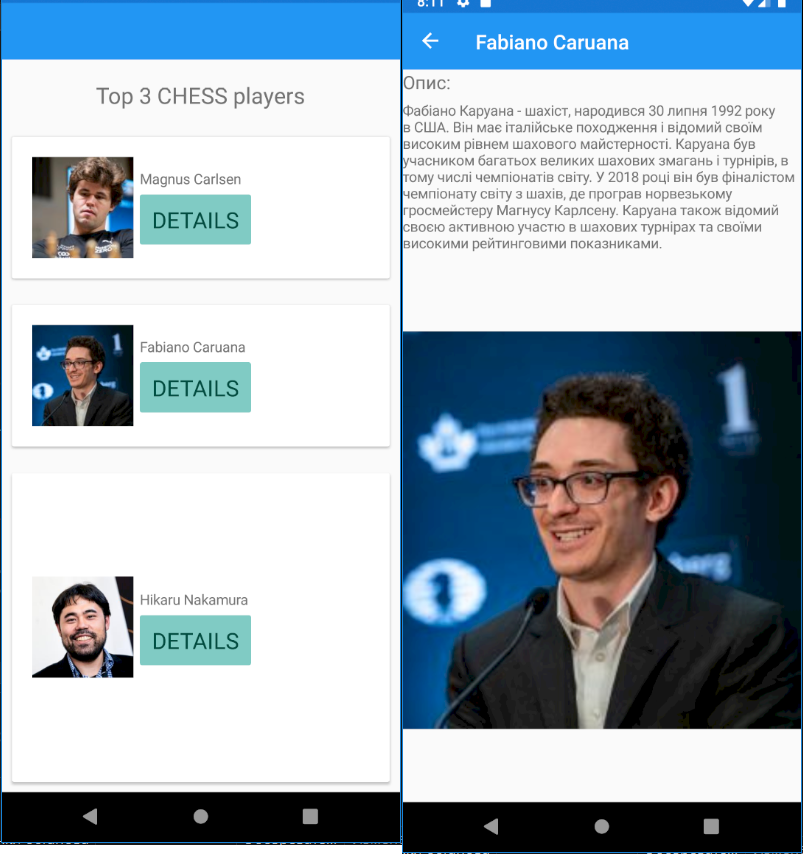 Top 3 CHESS players
Magnus Carlsen
DETAILS
Fabiano Caruana
DETAILS
Hikaru Nakamura
DETAILS
8:11
Fabiano Caruana
Опис:
Фабіано Каруана - шахіст, народився 30 липня 1992 року
в США. Він має італійське походження і відомий своїм
високим рівнем шахової майстерності. Каруана був
учасником багатьох великих шахових змагань і турнірів, в
тому числі чемпіонатів світу. У 2018 році він був фіналістом
чемпіонату світу з шахів, де програв норвезькому
гросмейстеру Магнусу Карлсену. Каруана також відомий
своєю активною участю в шахових турнірах та своїми
високими рейтинговими показниками.
1